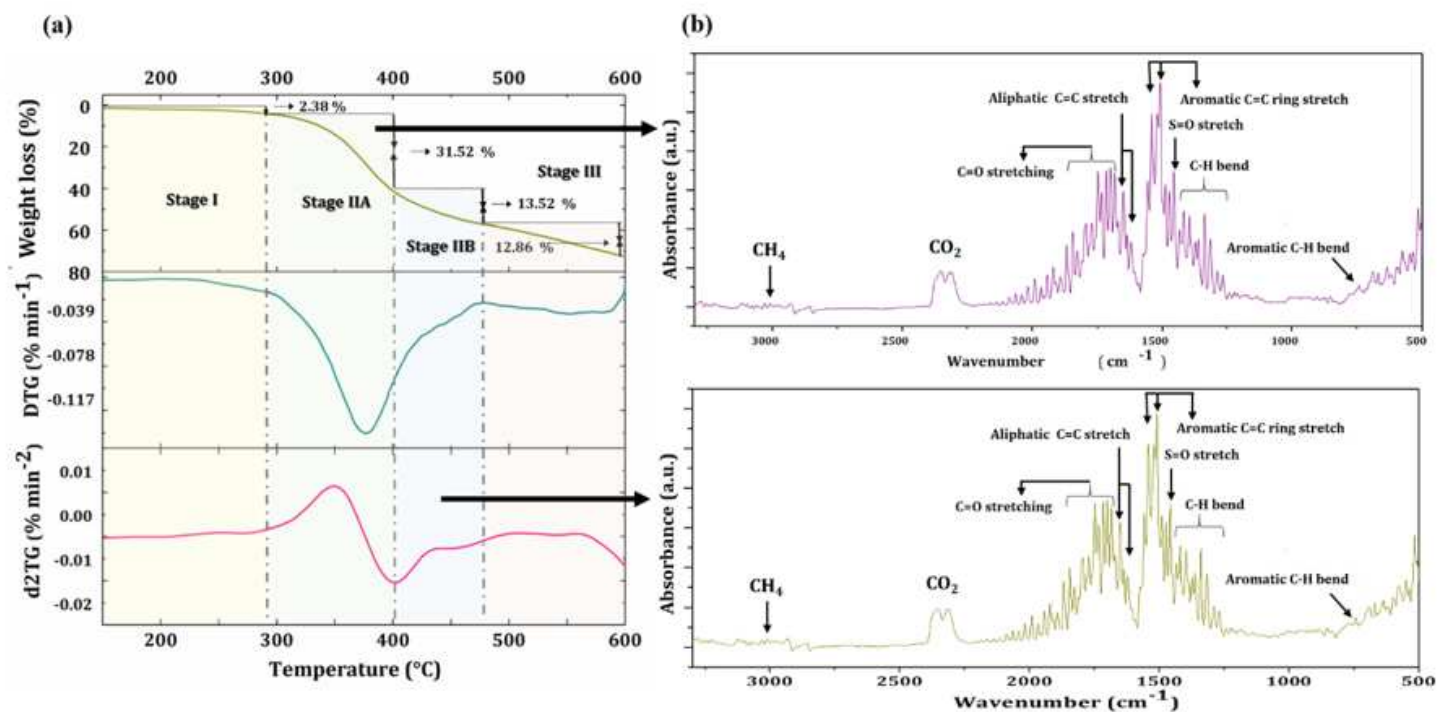 (a)
200 300 400 500 600
0
20
40
60
80
Weight loss (%)
2.38 %
31.52 %
13.52 %
12.86 %
Stage I
Stage IIA
Stage IIB
Stage III
-0.039
-0.078
-0.117
DTG (% min-1)
0.01
0.00
-0.01
-0.02
d2TG (% min-2)
200 300 400 500 600
Temperature (°C)
(b)
Absorbance (a.u.)
Aliphatic C=C stretch
Aromatic C=C ring stretch
S=O stretch
C=O stretching
C-H bend
CH4
CO2
Aromatic C-H bend
3000 2500 2000 1500 1000 500
Wavenumber (cm-1)
Absorbance (a.u.)
Aliphatic C=C stretch
Aromatic C=C ring stretch
S=O stretch
C=O stretching
C-H bend
CH4
CO2
Aromatic C-H bend
3000 2500 2000 1500 1000 500
Wavenumber (cm-1)